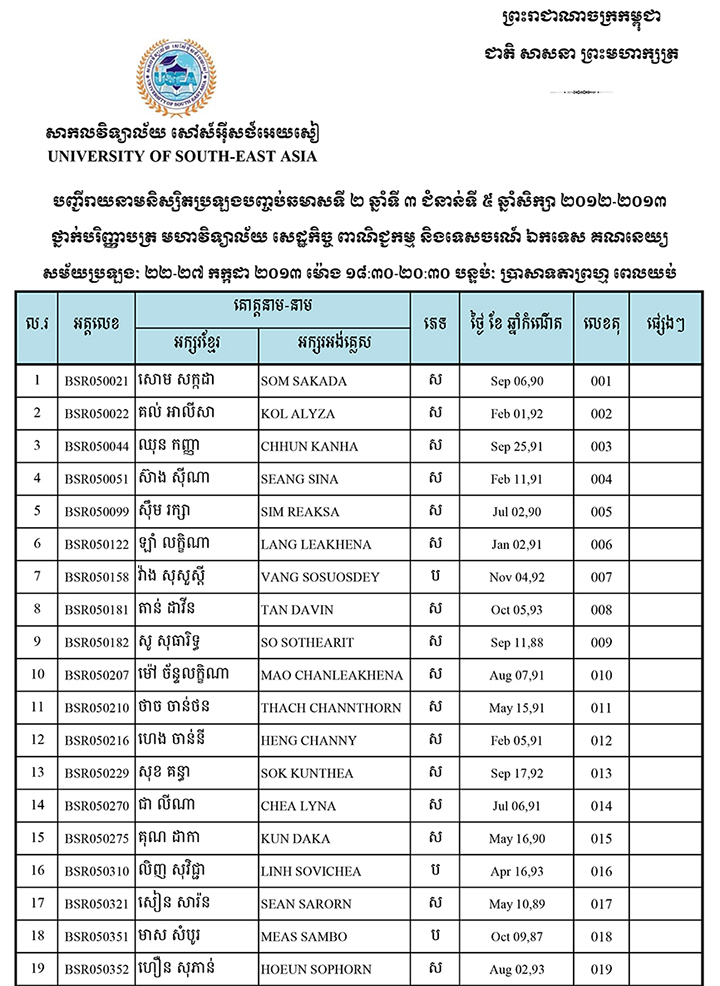 ព្រះរាជាណាចក្រកម្ពុជា
ជាតិ សាសនា ព្រះមហាក្សត្រ
USEA
UNIVERSITY OF SOUTH-EAST ASIA
សាកលវិទ្យាល័យ សៅស៍អ៊ីសថ៍អេយសៀ
UNIVERSITY OF SOUTH-EAST ASIA
បញ្ជីរាយនាមនិស្សិតប្រឡងបញ្ចប់ឆមាសទី ២ ឆ្នាំទី ៣ ជំនាន់ទី ៥ ឆ្នាំសិក្សា ២០១២-២០១៣
ថ្នាក់បរិញ្ញាបត្រ មហាវិទ្យាល័យ សេដ្ឋកិច្ច ពាណិជ្ជកម្ម និងទេសចរណ៍ ឯកទេស គណនេយ្យ
សម័យប្រឡង: ២២-២៧ កក្កដា ២០១៣ ម៉ោង ១៨:៣០-២០:៣០ បន្ទប់: ប្រាសាទតាព្រហ្ម ពេលយប់
ល.រ អត្តលេខ គោត្តនាម-នាម ភេទ ថ្ងៃ ខែ ឆ្នាំកំណើត លេខតុ ផ្សេងៗ
អក្សរខ្មែរ អក្សរអង់គ្លេស
1 BSR050021 សោម សក្កដា SOM SAKADA ស Sep 06,90 001
2 BSR050022 គល់ អាលីសា KOL ALYZA ស Feb 01,92 002
3 BSR050044 ឈុន កញ្ញា CHHUN KANHA ស Sep 25,91 003
4 BSR050051 ស៊ាង ស៊ីណា SEANG SINA ស Feb 11,91 004
5 BSR050099 ស៊ឹម រក្សា SIM REAKSA ស Jul 02,90 005
6 BSR050122 ឡាំ លក្ខិណា LANG LEAKHENA ស Jan 02,91 006
7 BSR050158 វ៉ាង សុសួស្តី VANG SOSUOSDEY ប Nov 04,92 007
8 BSR050181 តាន់ ដាវីន TAN DAVIN ស Oct 05,93 008
9 BSR050182 សូ សុធារិទ្ធ SO SOTHEARIT ស Sep 11,88 009
10 BSR050207 ម៉ៅ ច័ន្ទលក្ខិណា MAO CHANLEAKHENA ស Aug 07,91 010
11 BSR050210 ថាច ចាន់ថន THACH CHANNTHORN ស May 15,91 011
12 BSR050216 ហេង ចាន់នី HENG CHANNY ស Feb 05,91 012
13 BSR050229 សុខ គន្ធា SOK KUNTHEA ស Sep 17,92 013
14 BSR050270 ជា លីណា CHEA LYNA ស Jul 06,91 014
15 BSR050275 គុណ ដាកា KUN DAKA ស May 16,90 015
16 BSR050310 លិញ សុវិជ្ជា LINH SOVICHEA ប Apr 16,93 016
17 BSR050321 សៀន សារ៉ន SEAN SARORN ស May 10,89 017
18 BSR050351 មាស សំបូរ MEAS SAMBO ប Oct 09,87 018
19 BSR050352 ហឿន សុភាន់ HOEUN SOPHORN ស Aug 02,93 019